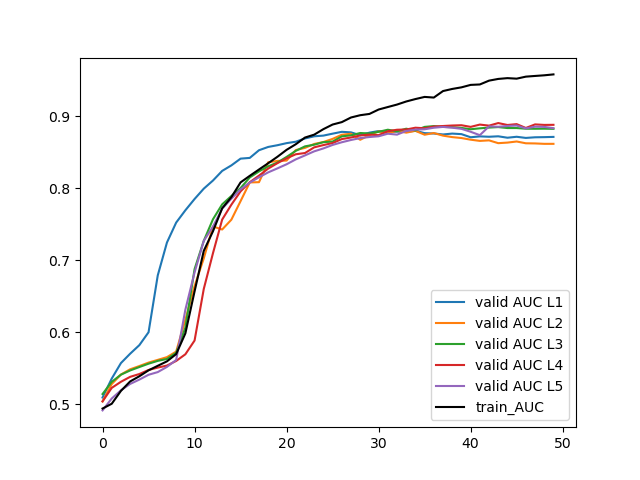 0.9
0.8
0.7
0.6
0.5
0 10 20 30 40 50
valid AUC L1
valid AUC L2
valid AUC L3
valid AUC L4
valid AUC L5
train_AUC